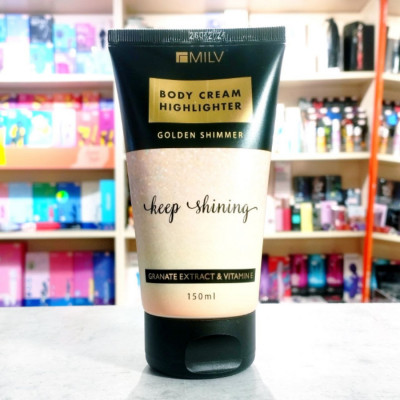 MILV
BODY CREAM
HIGHLIGHTER
GOLDEN SHIMMER
keep shining
GRANATE EXTRACT & VITAMIN E
150ml